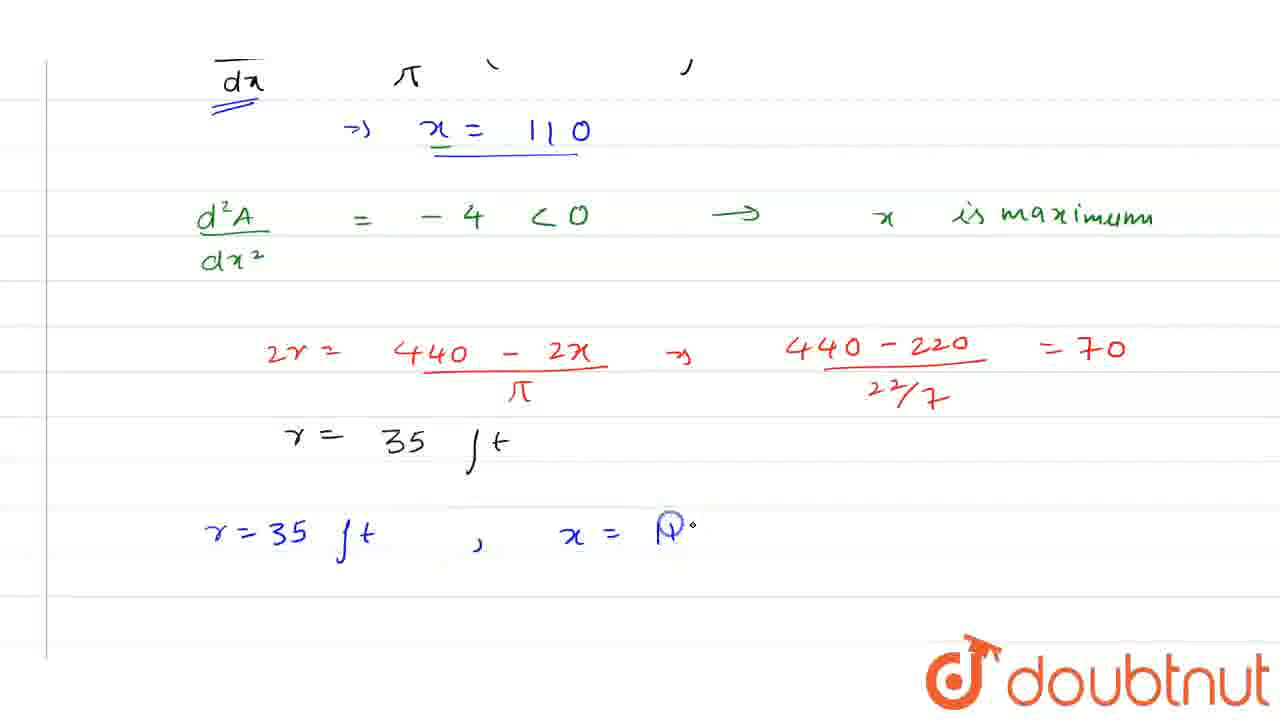 dx π
⇒ x = 110
d²A/dx² = - 4 < 0 → x is maximum
2r = 440 - 2x/π ⇒ 440 - 220/22/7 = 70
r = 35 ft
r = 35 ft , x =
doubtnut